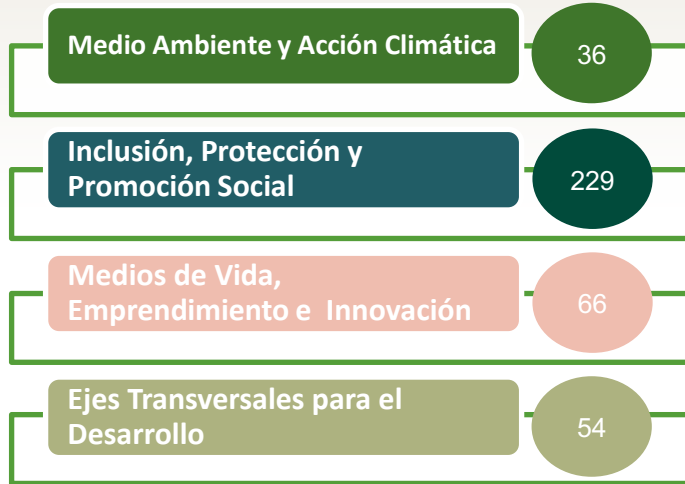 Medio Ambiente y Acción Climática
36
Inclusión, Protección y
Promoción Social
229
Medios de Vida,
Emprendimiento e Innovación
66
Ejes Transversales para el
Desarrollo
54